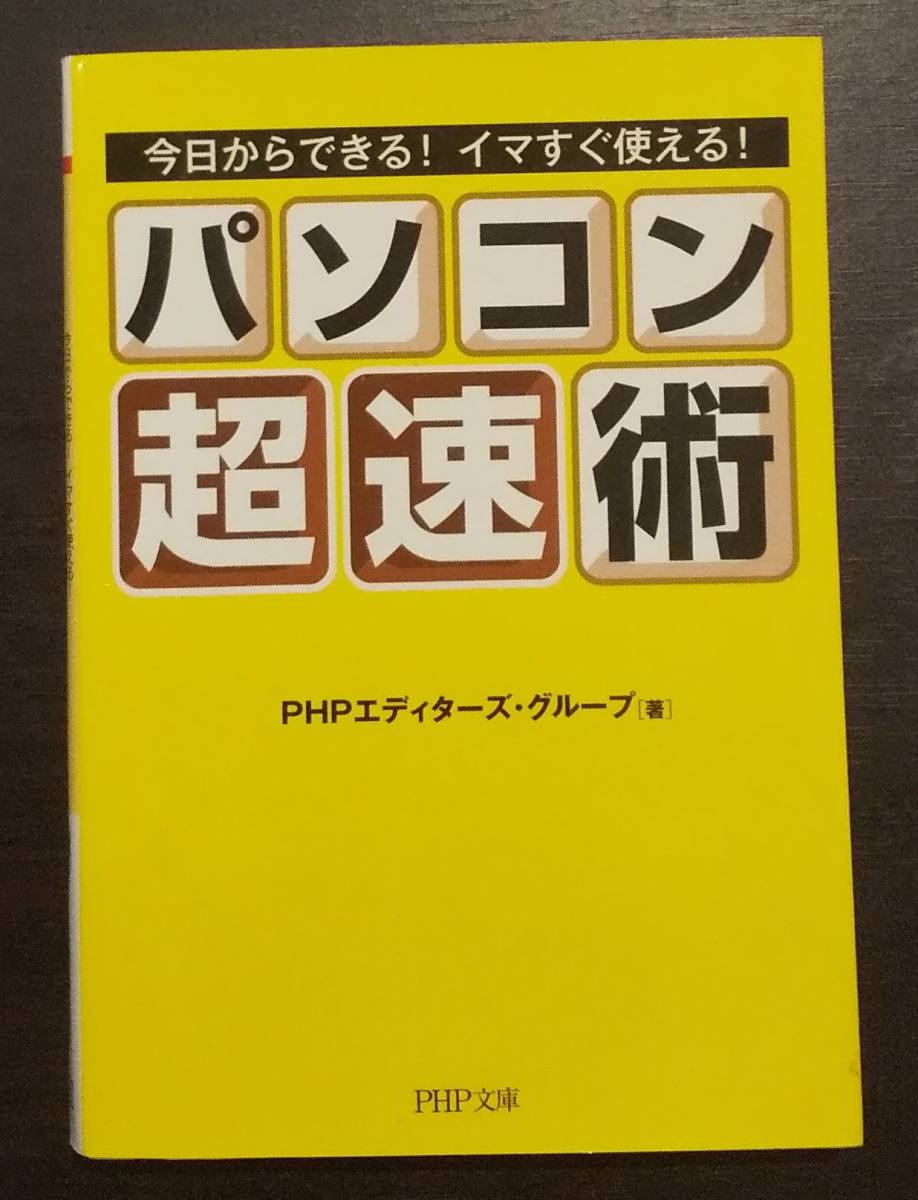 今日からできる! イマすぐ使える!
パソコン
超速術
PHPエディターズ・グループ[著]
PHP文庫